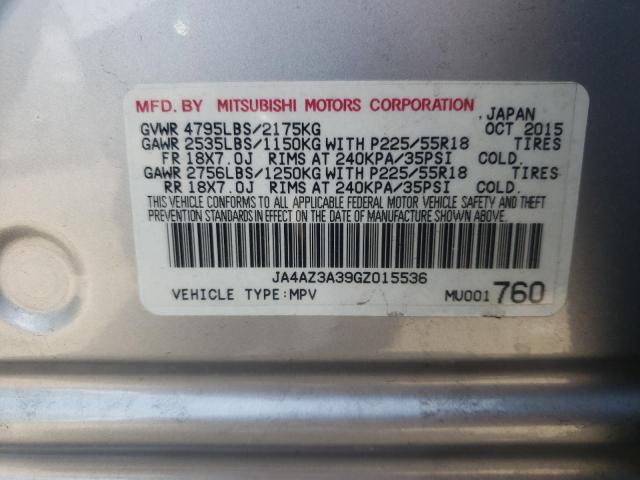 MFD. BY MITSUBISHI MOTORS CORPORATION ,JAPAN
GVWR 4795LBS/2175KG OCT 2015
GAWR 2535LBS/1150KG WITH P225/55R18 TIRES
FR 18X7.0J RIMS AT 240KPA/35PSI COLD.
GAWR 2756LBS/1250KG WITH P225/55R18 TIRES
RR 18X7.0J RIMS AT 240KPA/35PSI COLD.
THIS VEHICLE CONFORMS TO ALL APPLICABLE FEDERAL MOTOR VEHICLE SAFETY AND THEFT
PREVENTION STANDARDS IN EFFECT ON THE DATE OF MANUFACTURE SHOWN ABOVE.
JA4AZ3A39GZ015536
VEHICLE TYPE:MPV MU001 760